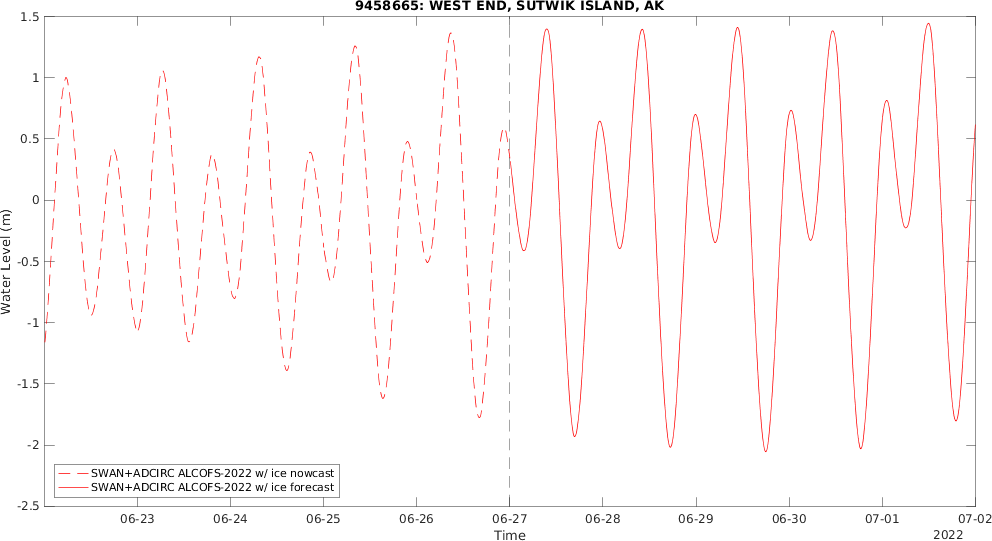 9458665: WEST END, SUTWIK ISLAND, AK
1.5
1
0.5
0
-0.5
-1
-1.5
-2
-2.5
Water Level (m)
SWAN+ADCIRC ALCOFS-2022 w/ ice nowcast
SWAN+ADCIRC ALCOFS-2022 w/ ice forecast
06-23 06-24 06-25 06-26 06-27 06-28 06-29 06-30 07-01 07-02
Time
2022